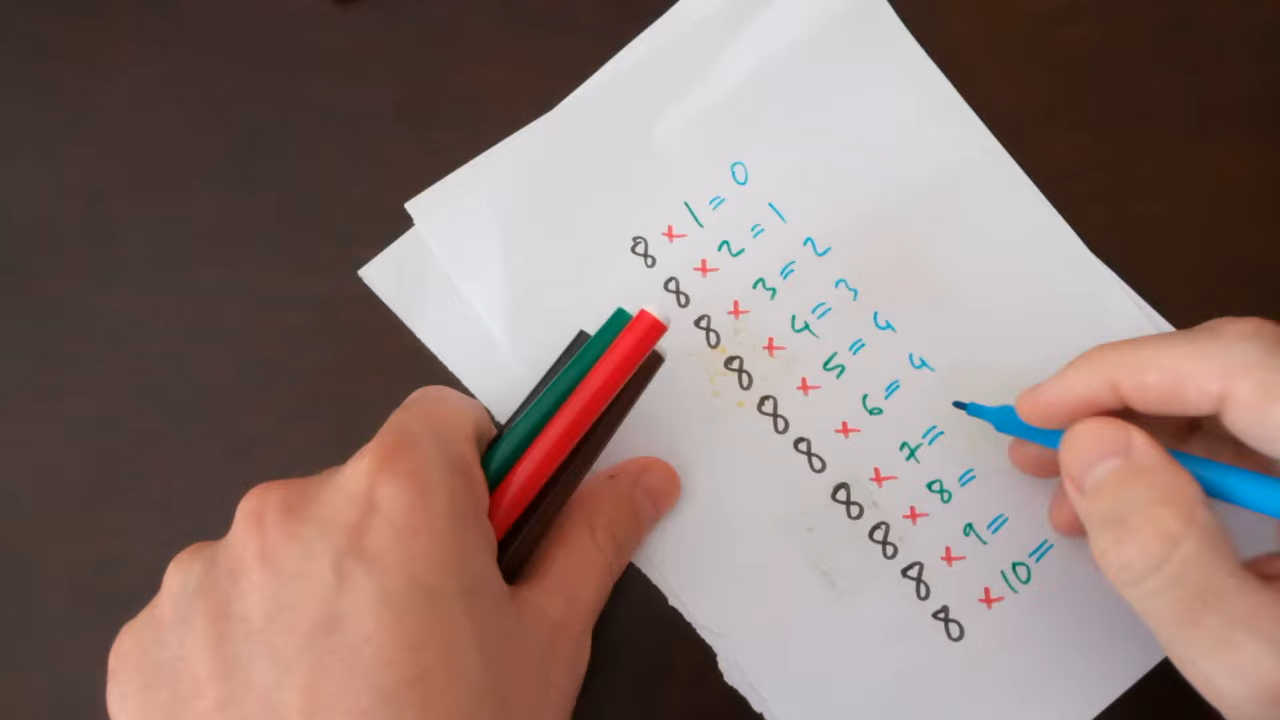 8 + 1 = 0
8 + 2 = 1
8 + 3 = 2
8 + 4 = 3
8 + 5 = 4
8 + 6 = 4
8 + 7 =
8 + 8 =
8 + 9 =
8 + 10 =